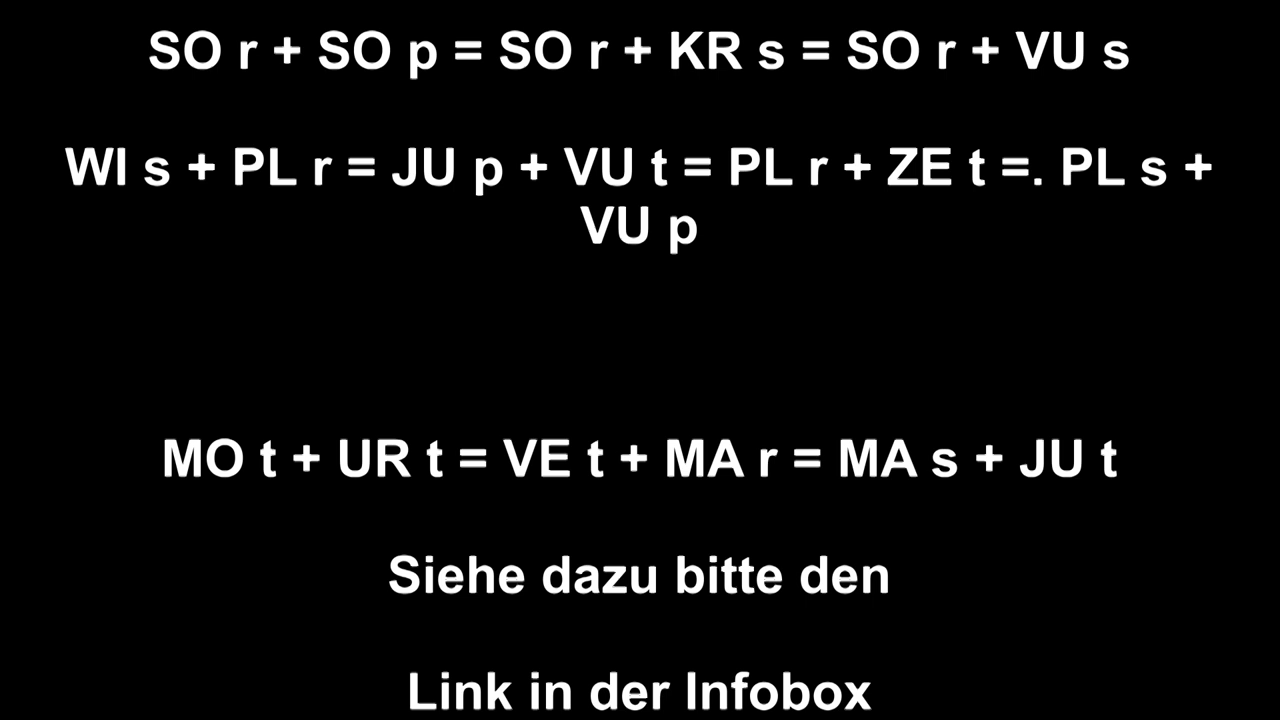 SO r + SO p = SO r + KR s = SO r + VU s
WI s + PL r = JU p + VU t = PL r + ZE t =. PL s +
VU p
MO t + UR t = VE t + MA r = MA s + JU t
Siehe dazu bitte den
Link in der Infobox